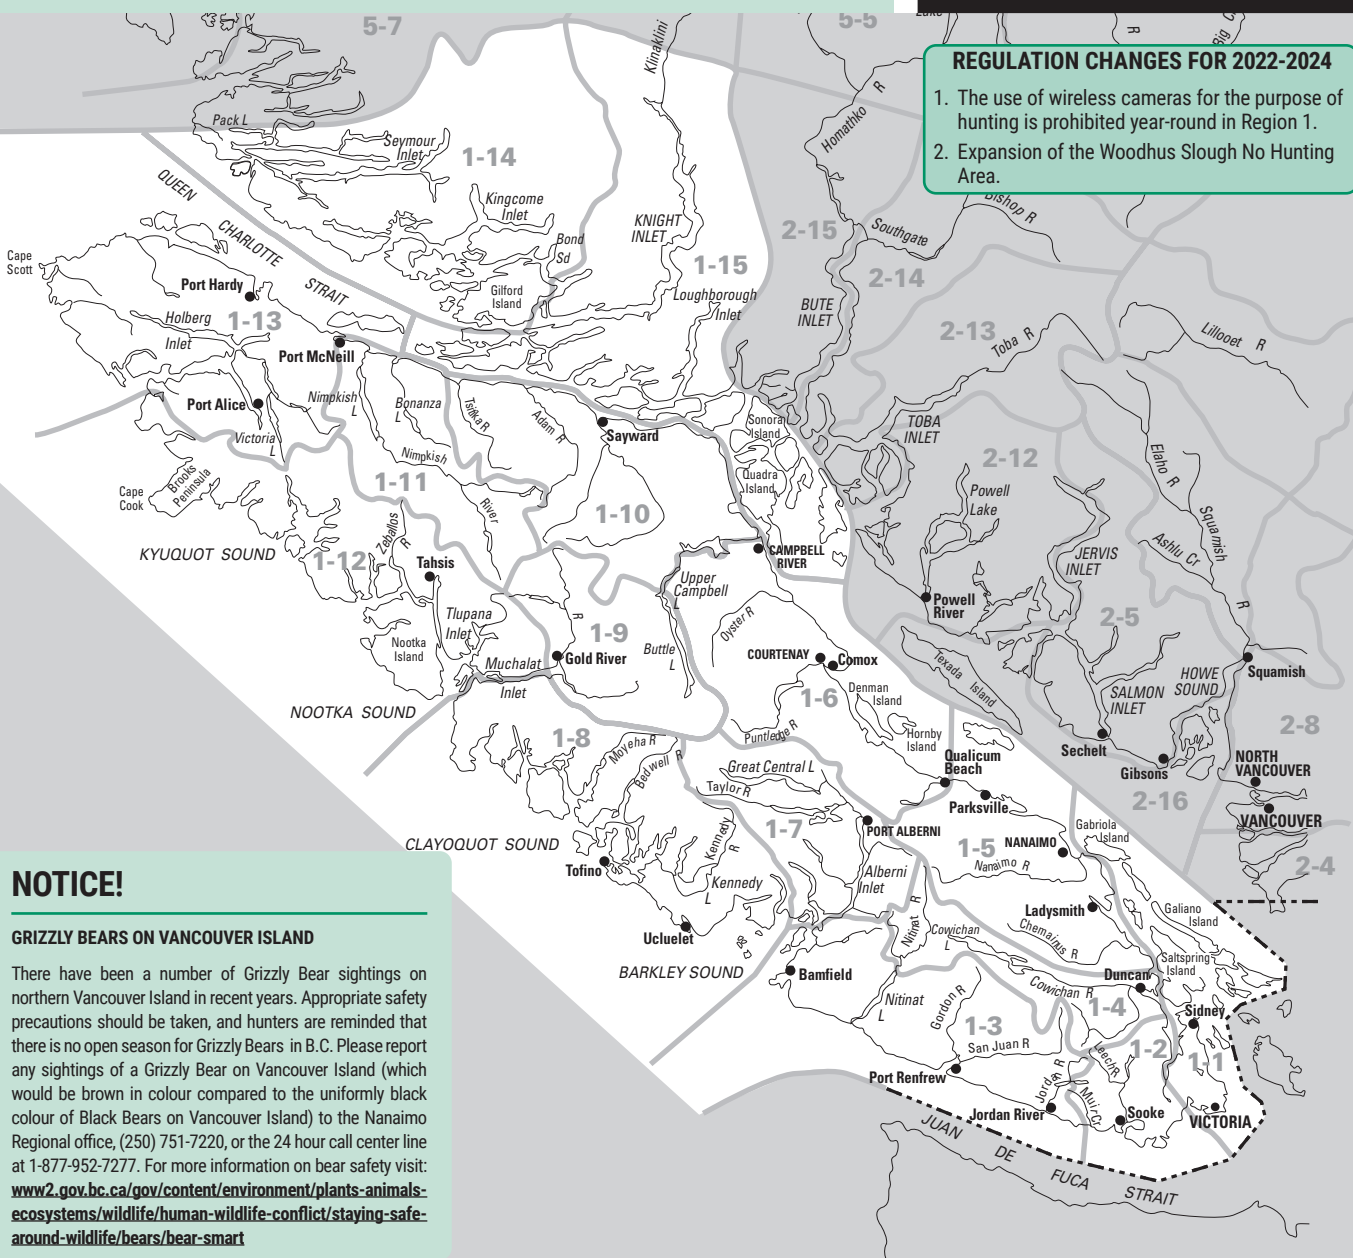 5-7
5-5
Klinaklini
R
Big C
REGULATION CHANGES FOR 2022-2024
1. The use of wireless cameras for the purpose of
hunting is prohibited year-round in Region 1.
2. Expansion of the Woodhus Slough No Hunting
Area.
Homathko R
Pack L
Seymour
Inlet
1-14
QUEEN CHARLOTTE STRAIT
Kingcome
Inlet
KNIGHT
INLET
Bishop R
Southgate
2-15
2-14
Cape
Scott
Bond
Sd
1-15
Port Hardy
Gilford
Island
Loughborough
Inlet
BUTE
INLET
Holberg
Inlet
1-13
2-13
Toba R
Lillooet R
Port McNeill
Port Alice
Nimpkish
L
Bonanza
L
Tsitika R
Adam R
Sayward
Sonora
Island
TOBA
INLET
Victoria
L
Nimpkish
River
Quadra
Island
2-12
Elaho R
Brooks
Peninsula
Cape
Cook
1-11
1-10
Powell
Lake
Squamish
R
KYUQUOT SOUND
1-12
Zeballos
R
Tahsis
CAMPBELL
RIVER
JERVIS
INLET
Ashlu Cr
Upper
Campbell
L
Powell
River
Tlupana
Inlet
R
1-9
Oyster R
2-5
Nootka
Island
Muchalat
Inlet
Gold River
Buttle
L
COURTENAY
Comox
Texada Island
HOWE
SOUND
Squamish
SALMON
INLET
NOOTKA SOUND
1-6
Denman
Island
Hornby
Island
2-8
1-8
Moyeha R
Bedwell R
Puntledge R
Qualicum
Beach
Sechelt
Gibsons
NORTH
VANCOUVER
Great Central L
Taylor R
Parksville
2-16
VANCOUVER
CLAYOQUOT SOUND
1-7
PORT ALBERNI
NANAIMO
1-5
Gabriola
Island
Kennedy
R
Nanaimo R
2-4
Tofino
Kennedy
L
Alberni
Inlet
Ucluelet
Nitinat R
Cowichan
L
Ladysmith
Chemainus R
Galiano
Island
BARKLEY SOUND
Bamfield
Saltspring
Island
Duncan
Nitinat
L
Gordon R
Cowichan R
1-4
Sidney
1-3
San Juan R
Leech R
1-2
1-1
Port Renfrew
Jordan R
Muir Cr
Jordan River
Sooke
VICTORIA
JUAN DE FUCA STRAIT
NOTICE!
GRIZZLY BEARS ON VANCOUVER ISLAND
There have been a number of Grizzly Bear sightings on
northern Vancouver Island in recent years. Appropriate safety
precautions should be taken, and hunters are reminded that
there is no open season for Grizzly Bears in B.C. Please report
any sightings of a Grizzly Bear on Vancouver Island (which
would be brown in colour compared to the uniformly black
colour of Black Bears on Vancouver Island) to the Nanaimo
Regional office, (250) 751-7220, or the 24 hour call center line
at 1-877-952-7277. For more information on bear safety visit:
www2.gov.bc.ca/gov/content/environment/plants-animals-
ecosystems/wildlife/human-wildlife-conflict/staying-safe-
around-wildlife/bears/bear-smart